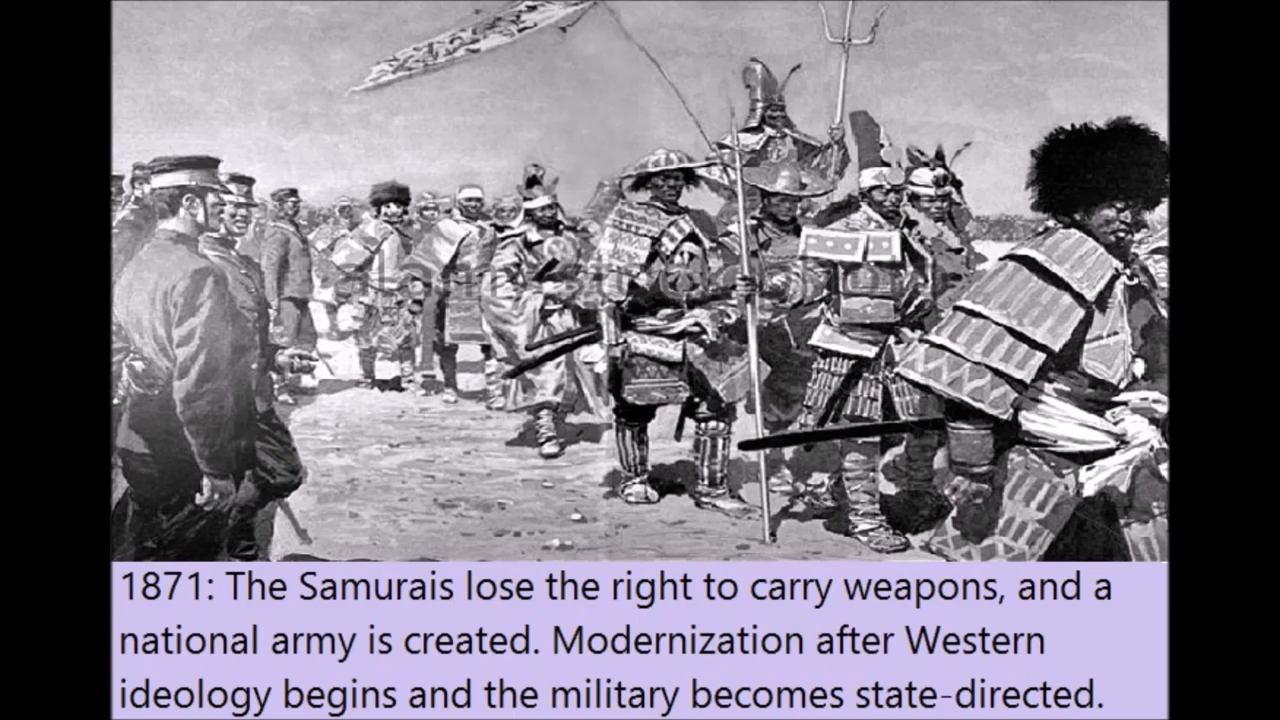 1871: The Samurais lose the right to carry weapons, and a
national army is created. Modernization after Western
ideology begins and the military becomes state-directed.